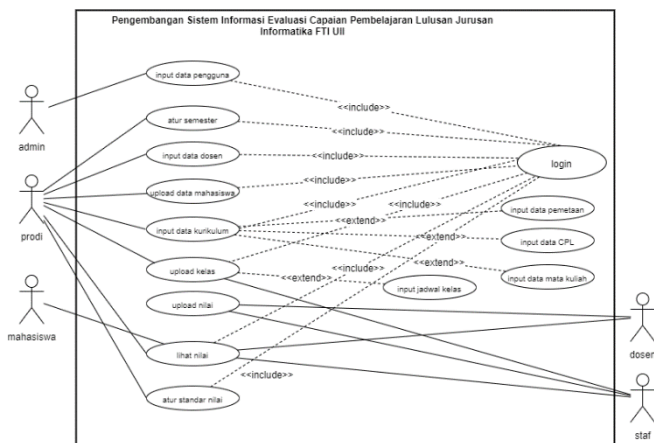 Pengembangan Sistem Informasi Evaluasi Capaian Pembelajaran Lulusan Jurusan
Informatika FTI UII
input data pengguna
<<include>>
admin
atur semester
<<include>>
input data dosen
<<include>>
login
upload data mahasiswa
<<include>>
prodi
input data kurikulum
<<include>>
<<include>>
input data pemetaan
<<extend>>
<<extend>>
input data CPL
upload kelas
<<include>>
<<extend>>
<<extend>>
input jadwal kelas
input data mata kuliah
upload nilai
mahasiswa
lihat nilai
dosen
<<include>>
atur standar nilai
staf